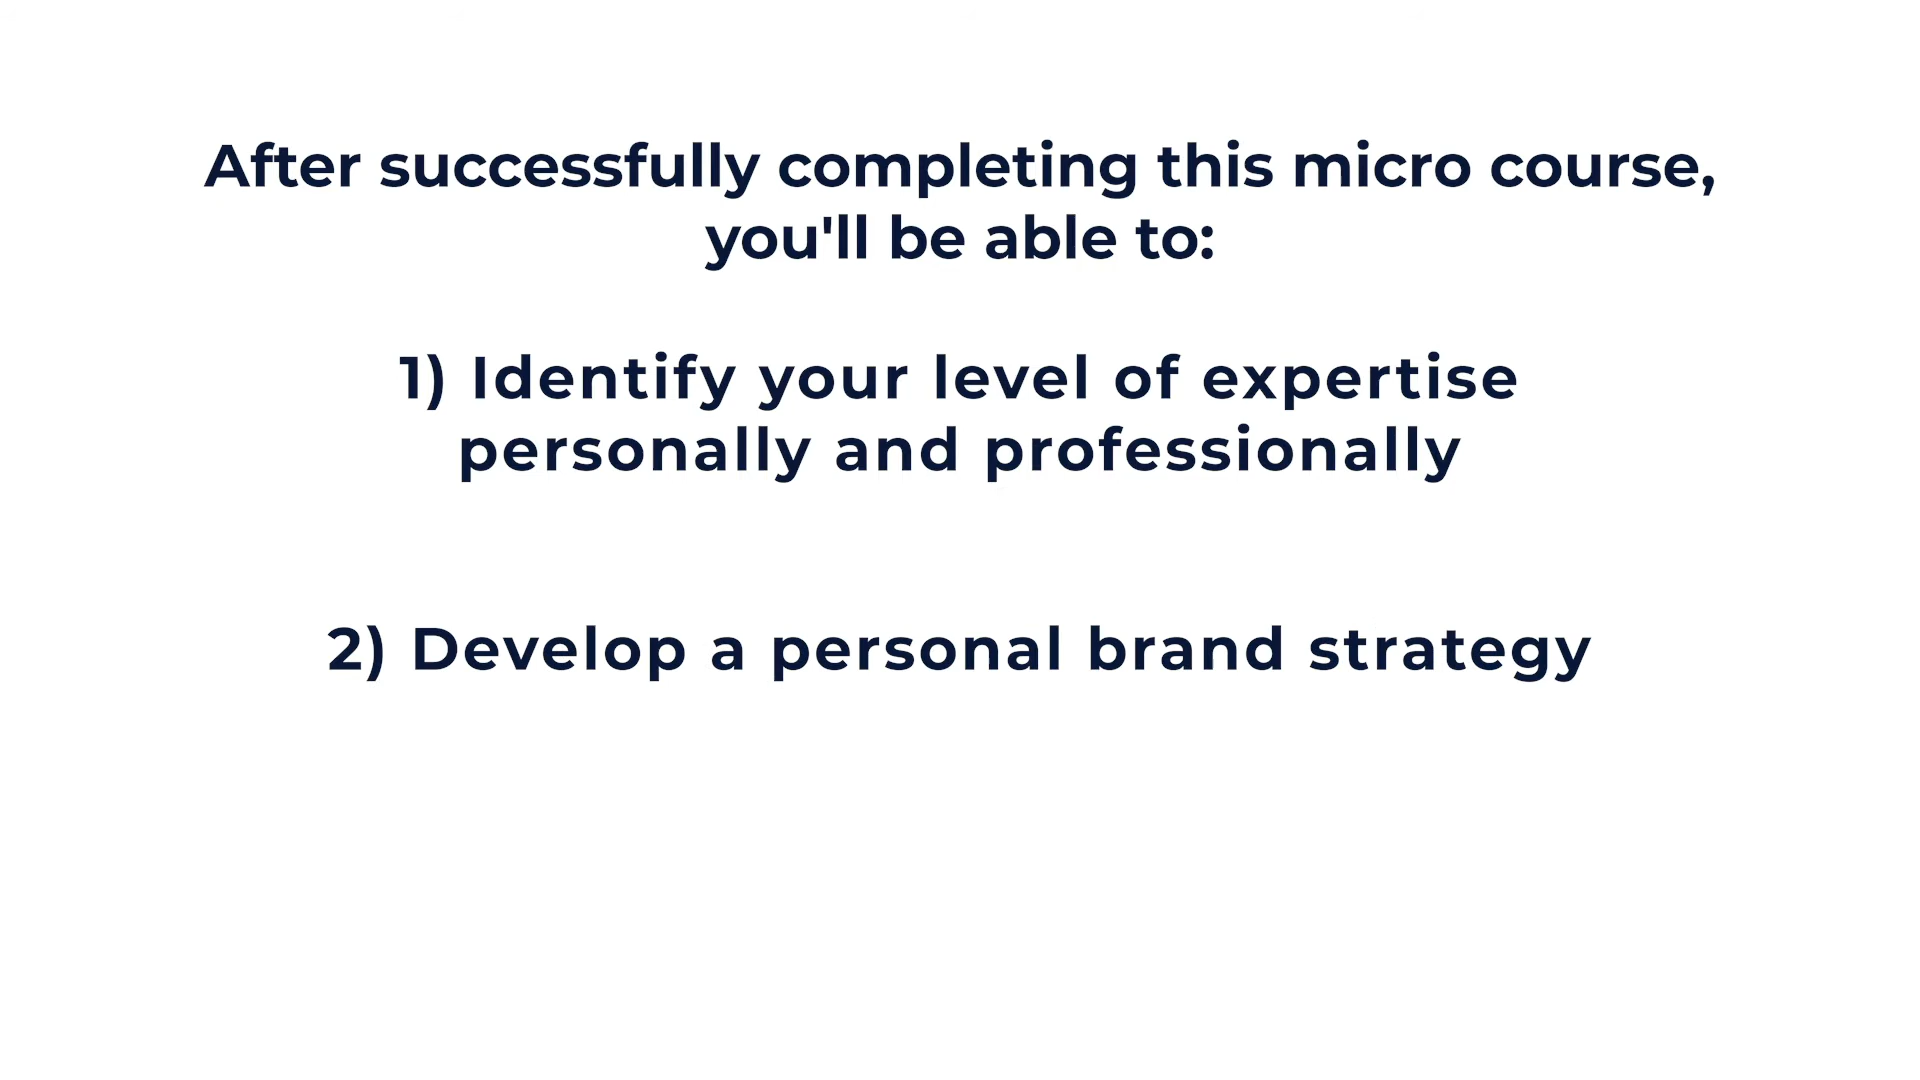 After successfully completing this micro course,
you'll be able to:
1) Identify your level of expertise
personally and professionally
2) Develop a personal brand strategy